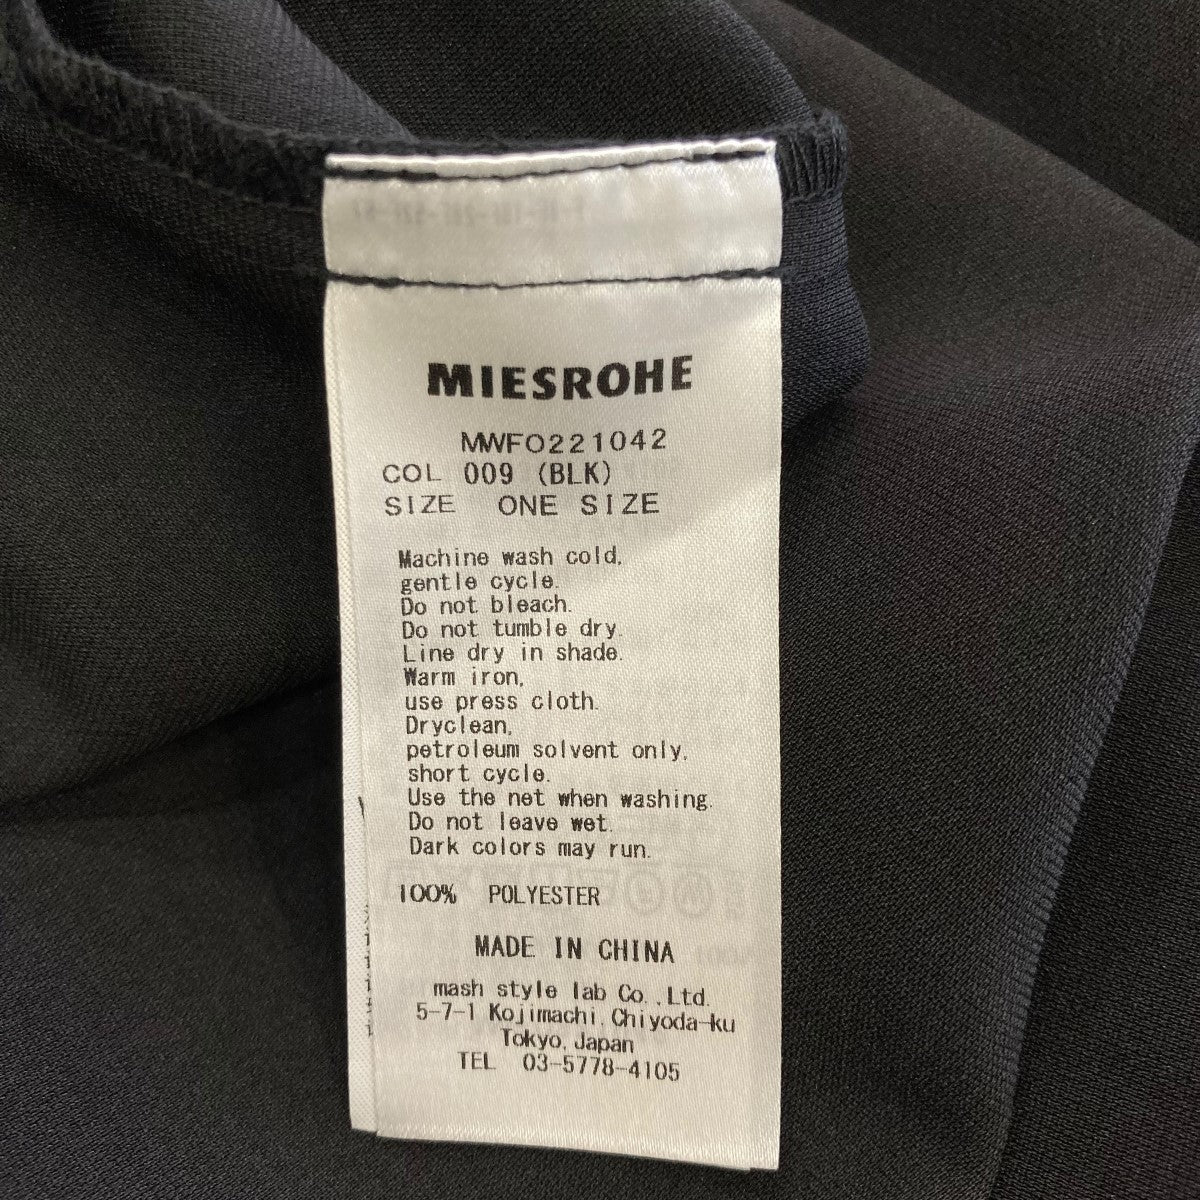 MIESROHE
MWFO221042
COL 009 (BLK)
SIZE ONE SIZE
Machine wash cold,
gentle cycle.
Do not bleach.
Do not tumble dry.
Line dry in shade.
Warm iron,
use press cloth.
Dryclean,
petroleum solvent only,
short cycle.
Use the net when washing.
Do not leave wet.
Dark colors may run.
100% POLYESTER
MADE IN CHINA
mash style lab Co.,Ltd.
5-7-1 Kojimachi,Chiyoda-ku
Tokyo,Japan
TEL 03-5778-4105